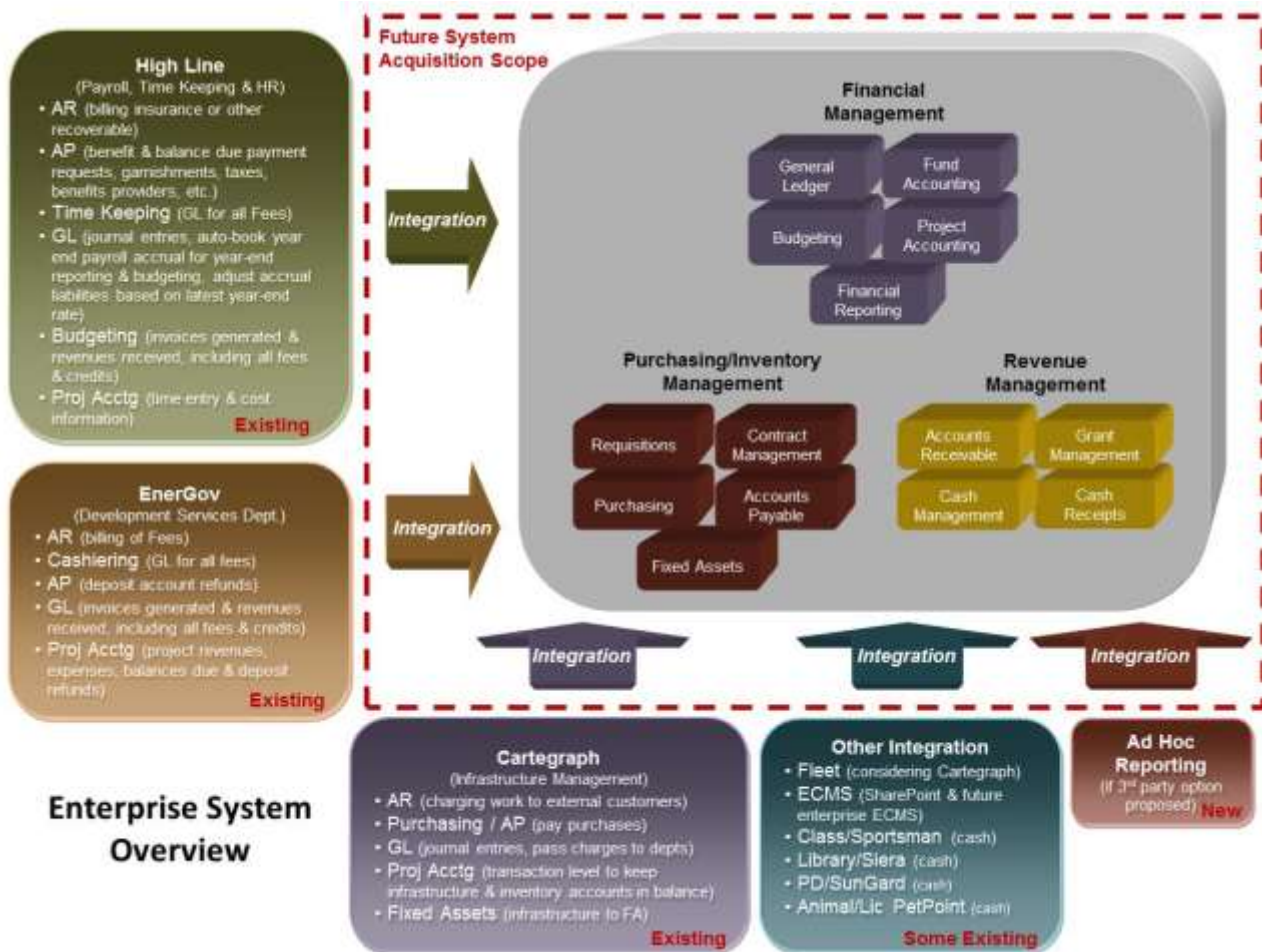 High Line
(Payroll, Time Keeping & HR)
• AR (billing insurance or other
recoverable)
• AP (benefit & balance due payment
requests, garnishments, taxes,
benefits providers, etc.)
• Time Keeping (GL for all Fees)
• GL (journal entries, auto-book year
end payroll accrual for year-end
reporting & budgeting, adjust accrual
liabilities based on latest year-end
rate)
• Budgeting (invoices generated &
revenues received, including all fees
& credits)
• Proj Acctg (time entry & cost
information)
Existing
EnerGov
(Development Services Dept.)
• AR (billing of Fees)
• Cashiering (GL for all fees)
• AP (deposit account refunds)
• GL (invoices generated & revenues
received, including all fees & credits)
• Proj Acctg (project revenues,
expenses, balances due & deposit
refunds)
Existing
Future System
Acquisition Scope
Integration
Integration
Financial
Management
General
Ledger
Fund
Accounting
Budgeting
Project
Accounting
Financial
Reporting
Purchasing/Inventory
Management
Requisitions
Contract
Management
Purchasing
Accounts
Payable
Fixed Assets
Revenue
Management
Accounts
Receivable
Grant
Management
Cash
Management
Cash
Receipts
Integration
Integration
Integration
Enterprise System
Overview
Cartegraph
(Infrastructure Management)
• AR (charging work to external customers)
• Purchasing / AP (pay purchases)
• GL (journal entries, pass charges to depts)
• Proj Acctg (transaction level to keep
infrastructure & inventory accounts in balance)
• Fixed Assets (infrastructure to FA)
Existing
Other Integration
• Fleet (considering Cartegraph)
• ECMS (SharePoint & future
enterprise ECMS)
• Class/Sportsman (cash)
• Library/Siera (cash)
• PD/SunGard (cash)
• Animal/Lic PetPoint (cash)
Some Existing
Ad Hoc
Reporting
(if 3rd party option
proposed)
New